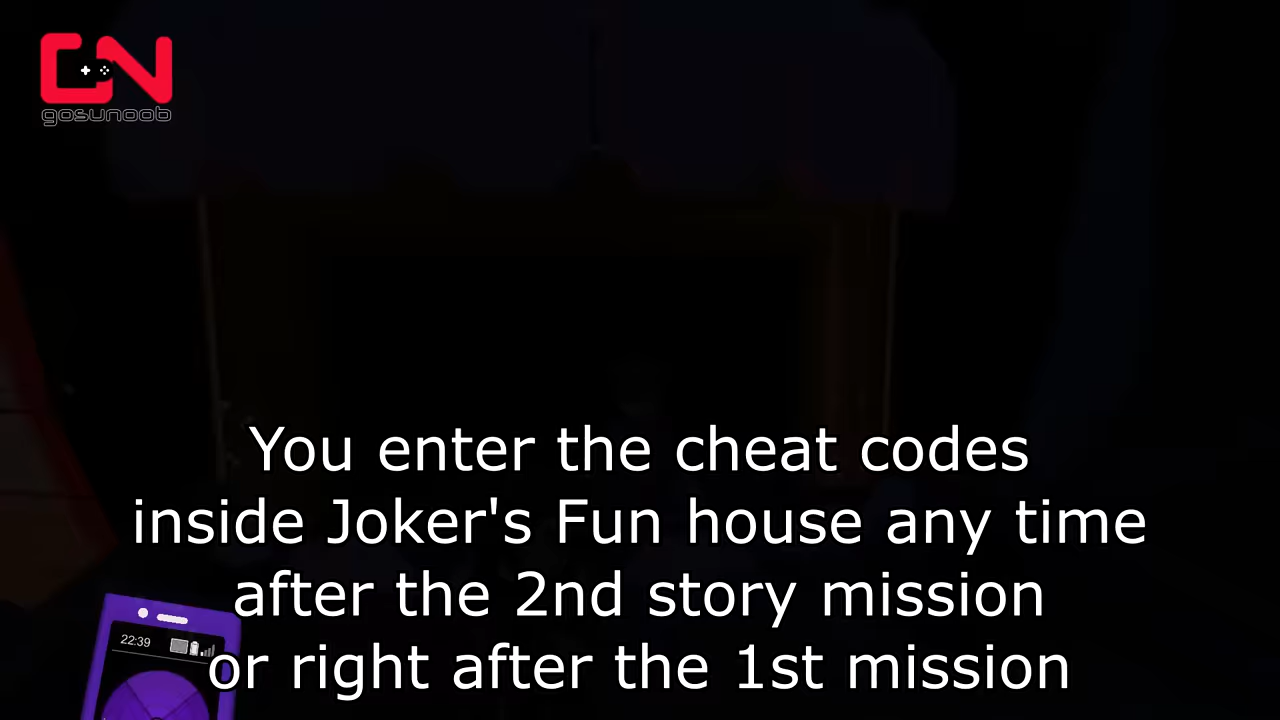 gosunoob
You enter the cheat codes
inside Joker's Fun house any time
after the 2nd story mission
22:39
or right after the 1st mission